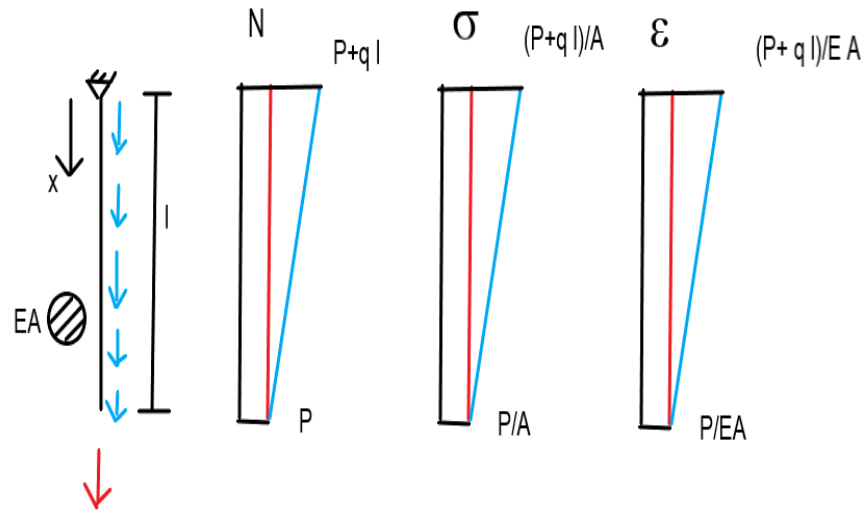 N
σ
ε
P+q l
(P+q l)/A
(P+ q l)/E A
x
l
EA
P
P/A
P/EA